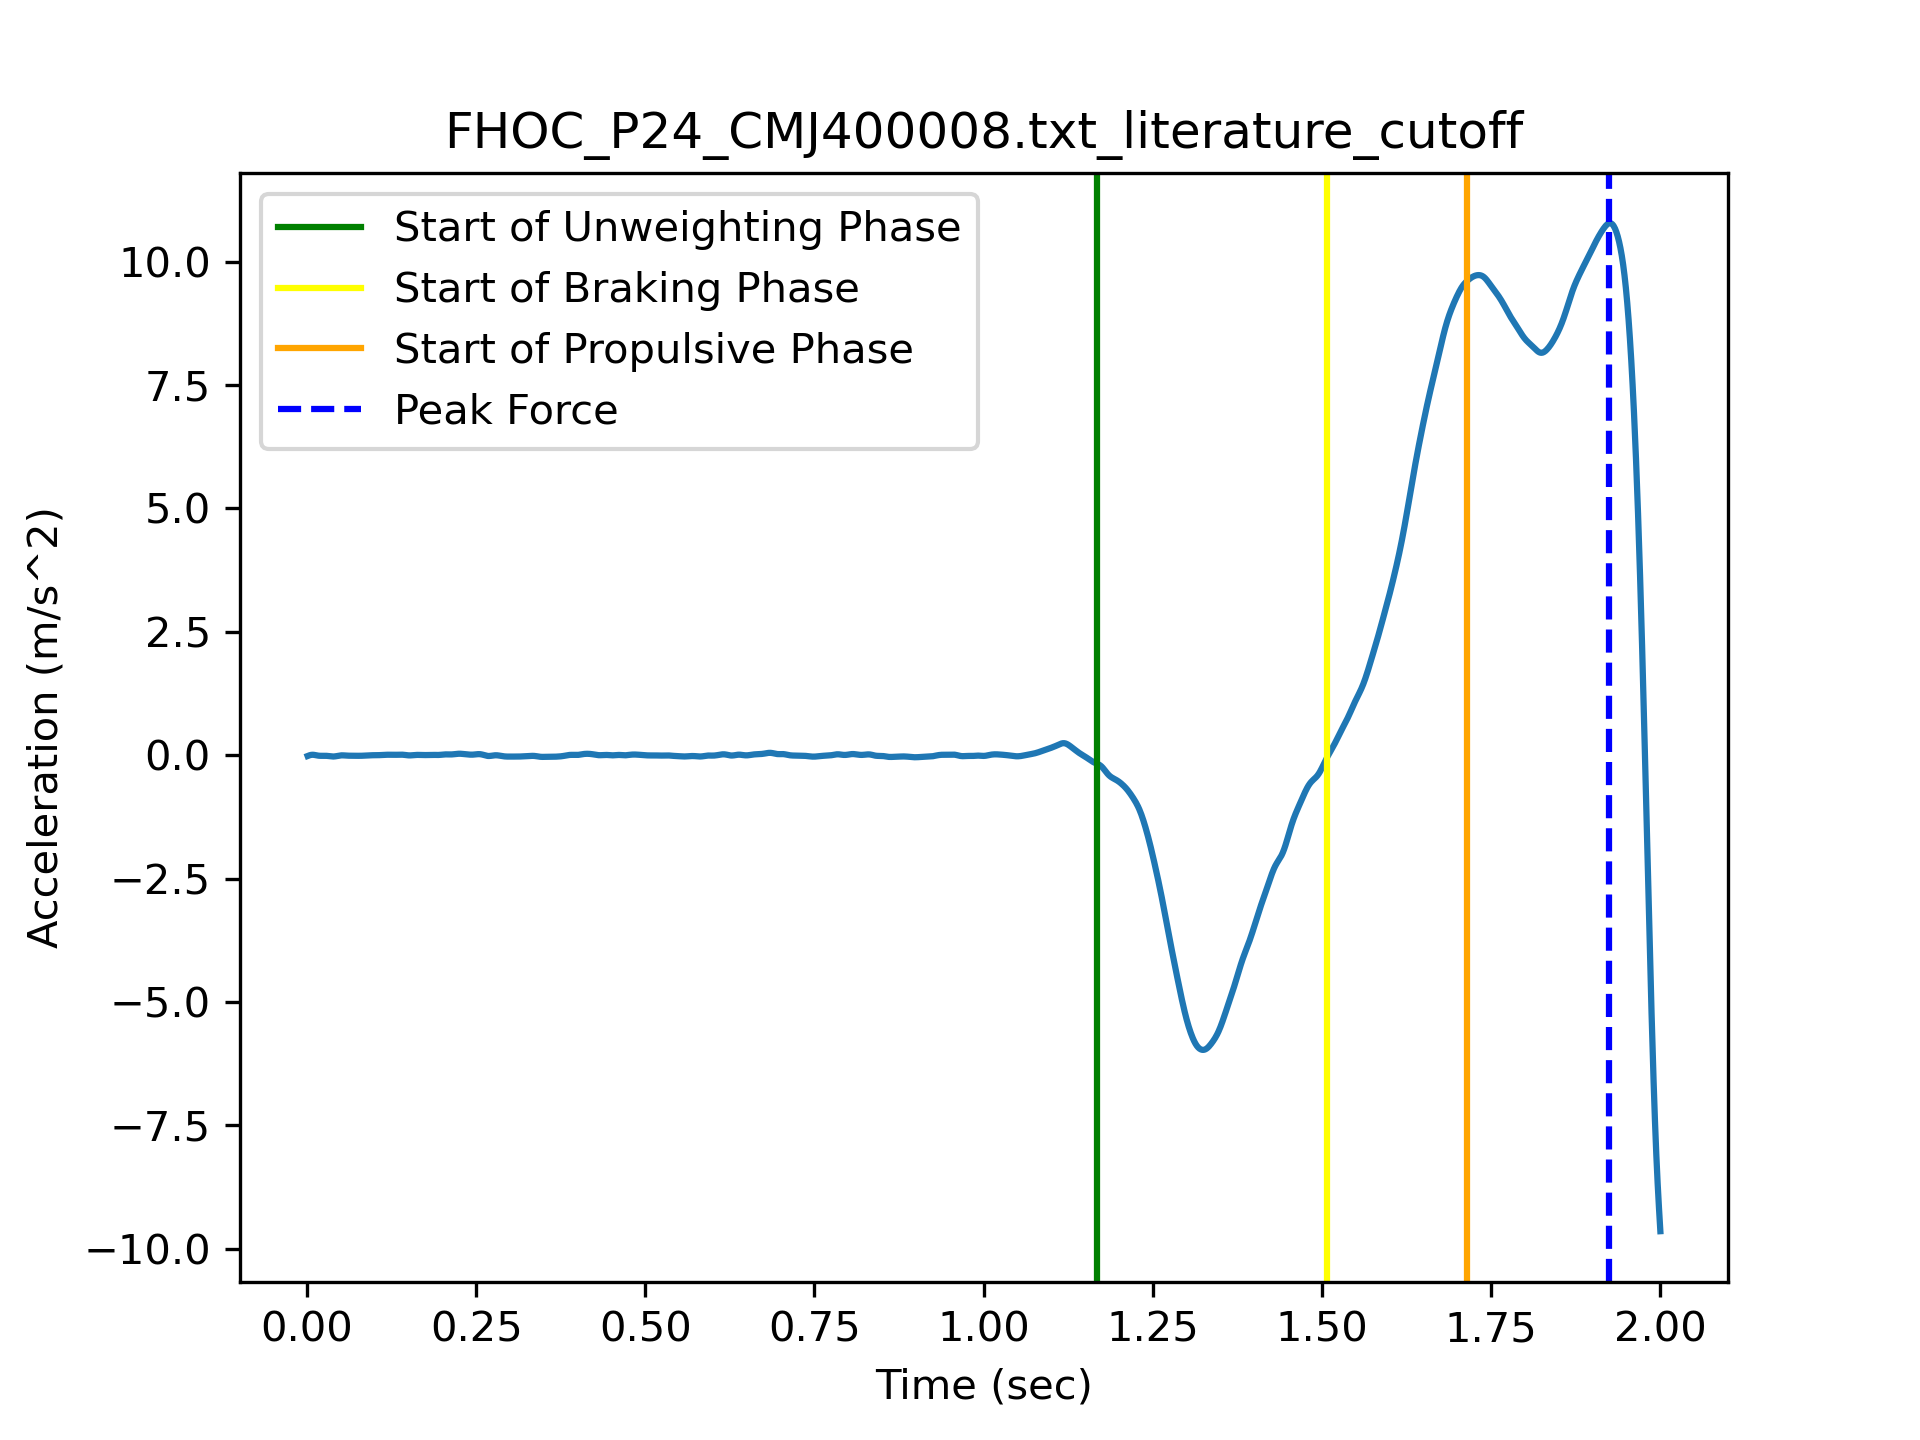 FHOC_P24_CMJ400008.txt_literature_cutoff
Start of Unweighting Phase
Start of Braking Phase
Start of Propulsive Phase
Peak Force
Acceleration (m/s^2)
10.0
7.5
5.0
2.5
0.0
−2.5
−5.0
−7.5
−10.0
0.00 0.25 0.50 0.75 1.00 1.25 1.50 1.75 2.00
Time (sec)